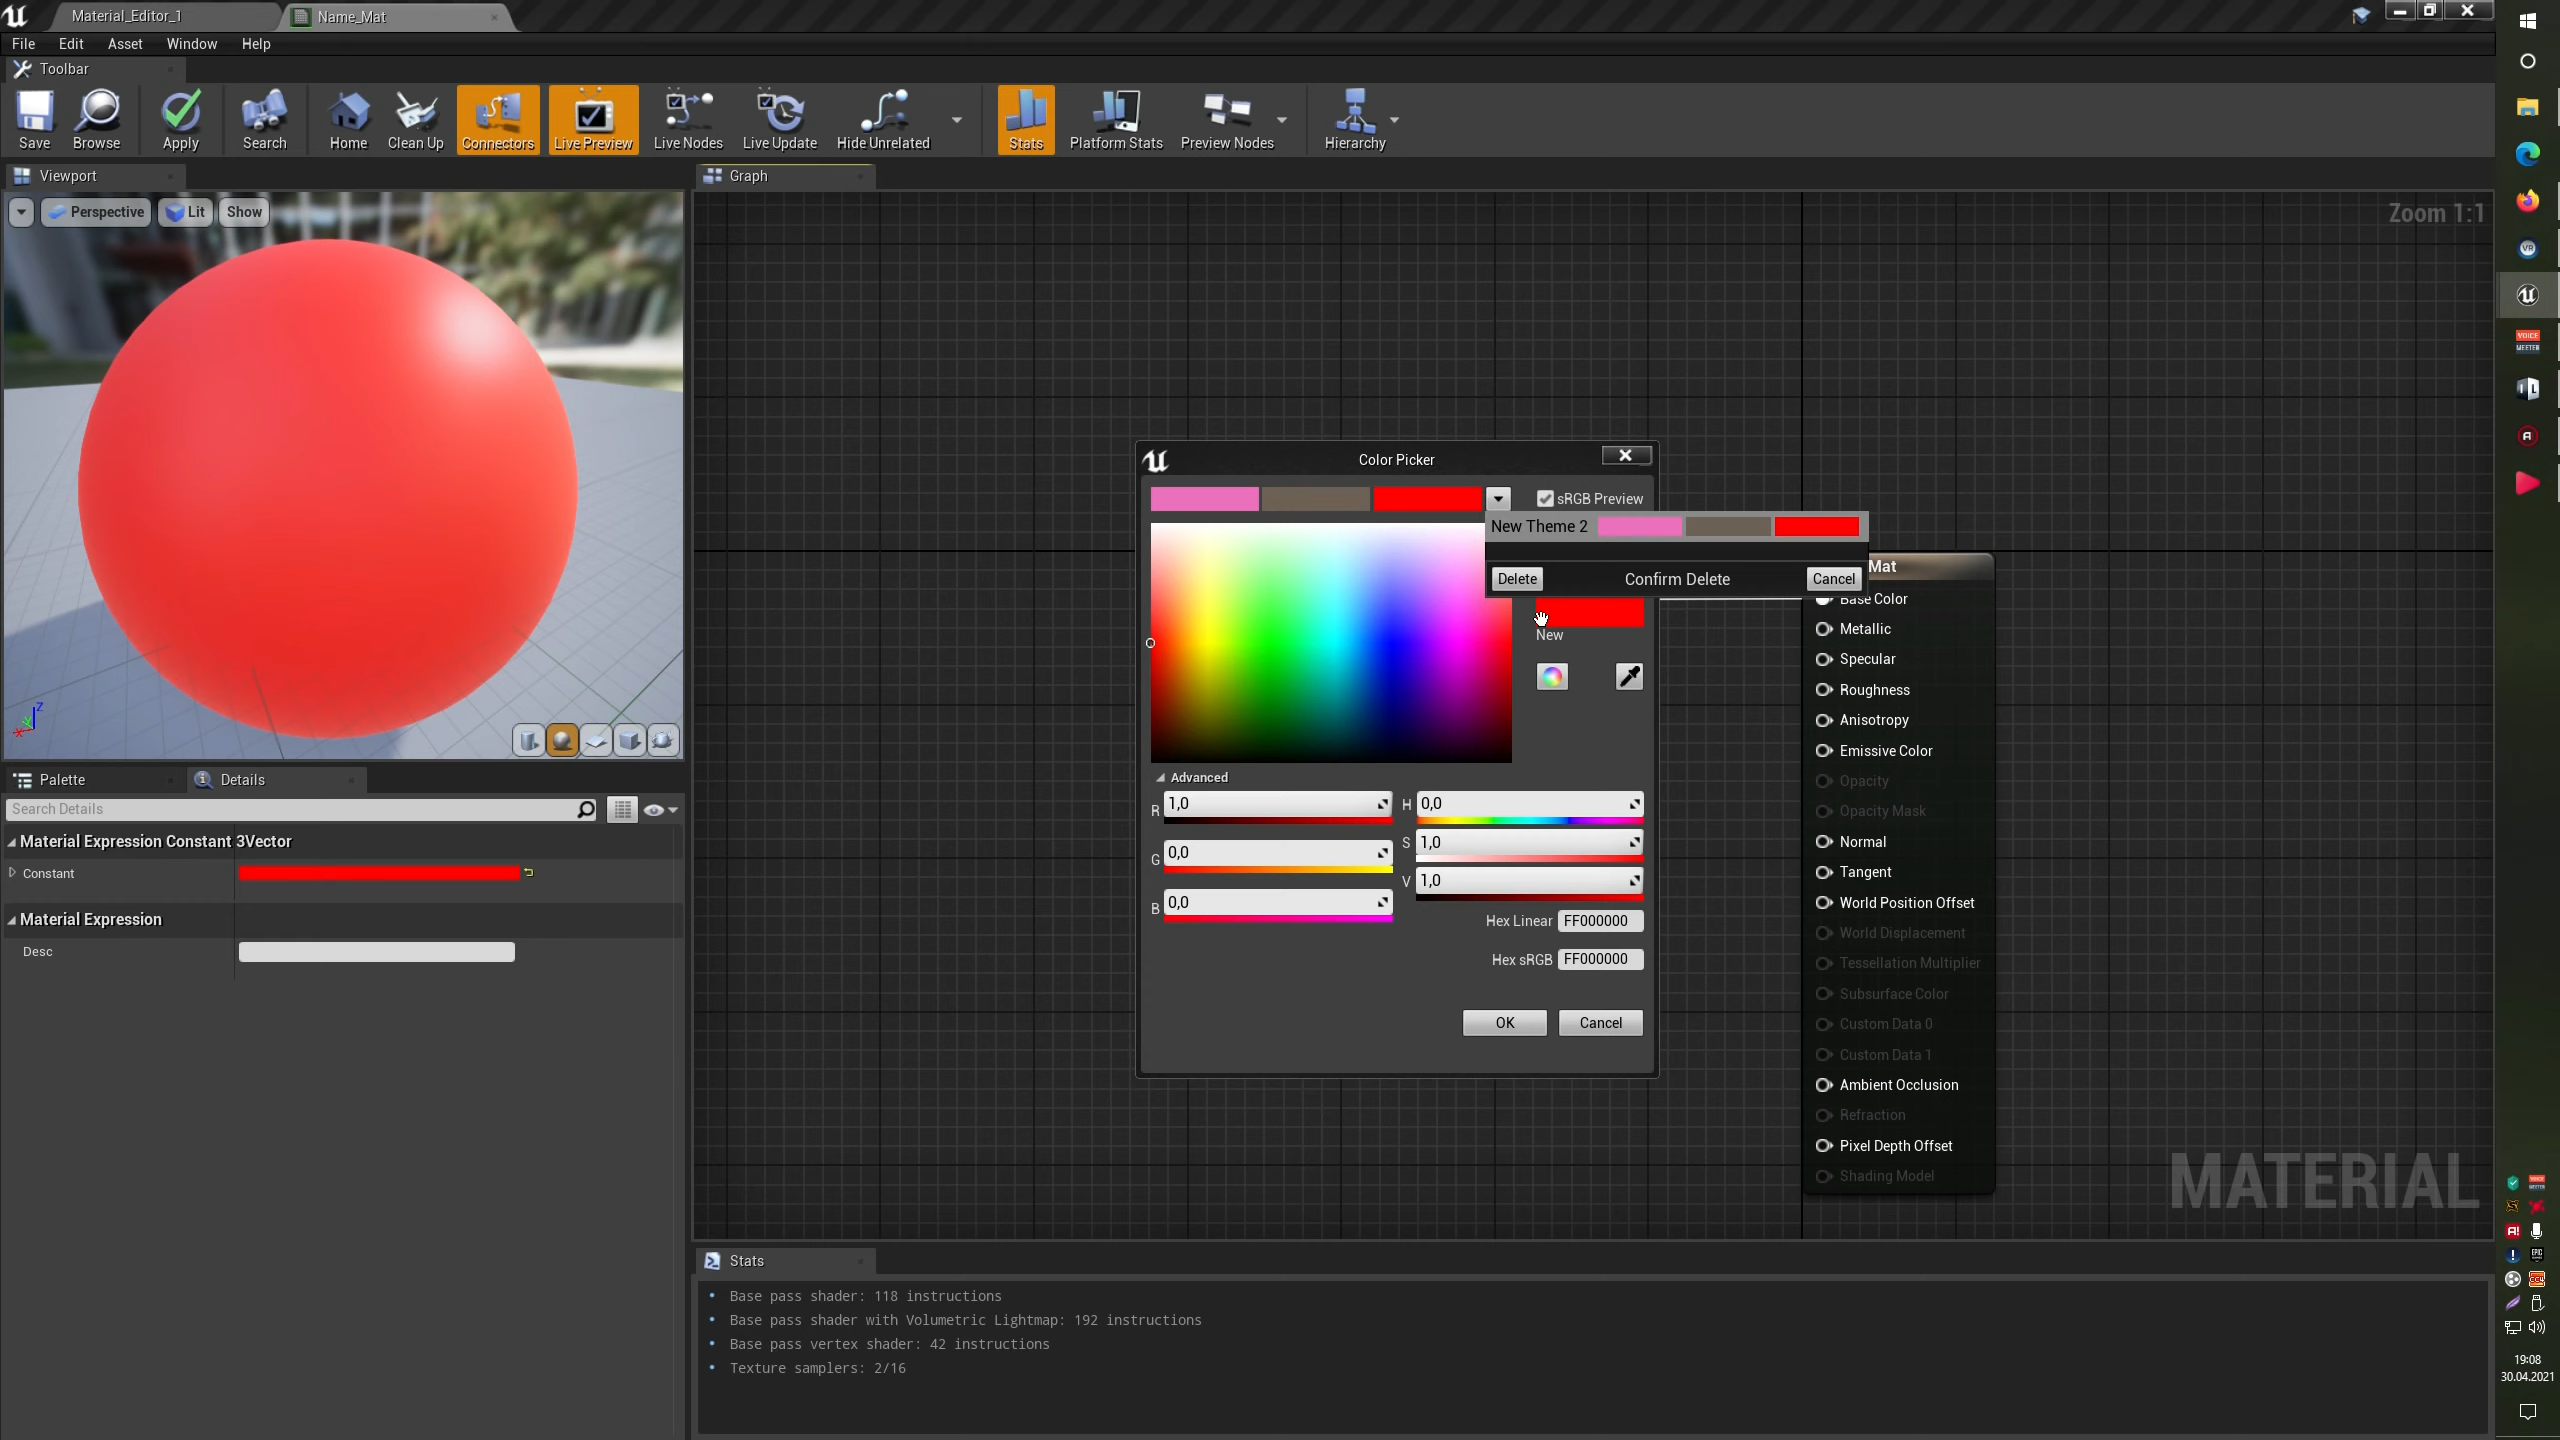 Material_Editor_1
Name_Mat
File
Edit
Asset
Window
Help
Toolbar
Save
Browse
Apply
Search
Home
Clean Up
Connectors
Live Preview
Live Nodes
Live Update
Hide Unrelated
Stats
Platform Stats
Preview Nodes
Hierarchy
Viewport
Perspective
Lit
Show
Graph
Zoom 1:1
Color Picker
sRGB Preview
New Theme 2
Delete
Confirm Delete
Cancel
New
Advanced
R
1,0
G
0,0
B
0,0
H
0,0
S
1,0
V
1,0
Hex Linear
FF000000
Hex sRGB
FF000000
OK
Cancel
Mat
Base Color
Metallic
Specular
Roughness
Anisotropy
Emissive Color
Opacity
Opacity Mask
Normal
Tangent
World Position Offset
World Displacement
Tessellation Multiplier
Subsurface Color
Custom Data 0
Custom Data 1
Ambient Occlusion
Refraction
Pixel Depth Offset
Shading Model
MATERIAL
Palette
Details
Search Details
Material Expression Constant 3Vector
Constant
Material Expression
Desc
Stats
Base pass shader: 118 instructions
Base pass shader with Volumetric Lightmap: 192 instructions
Base pass vertex shader: 42 instructions
Texture samplers: 2/16
19:08
30.04.2021